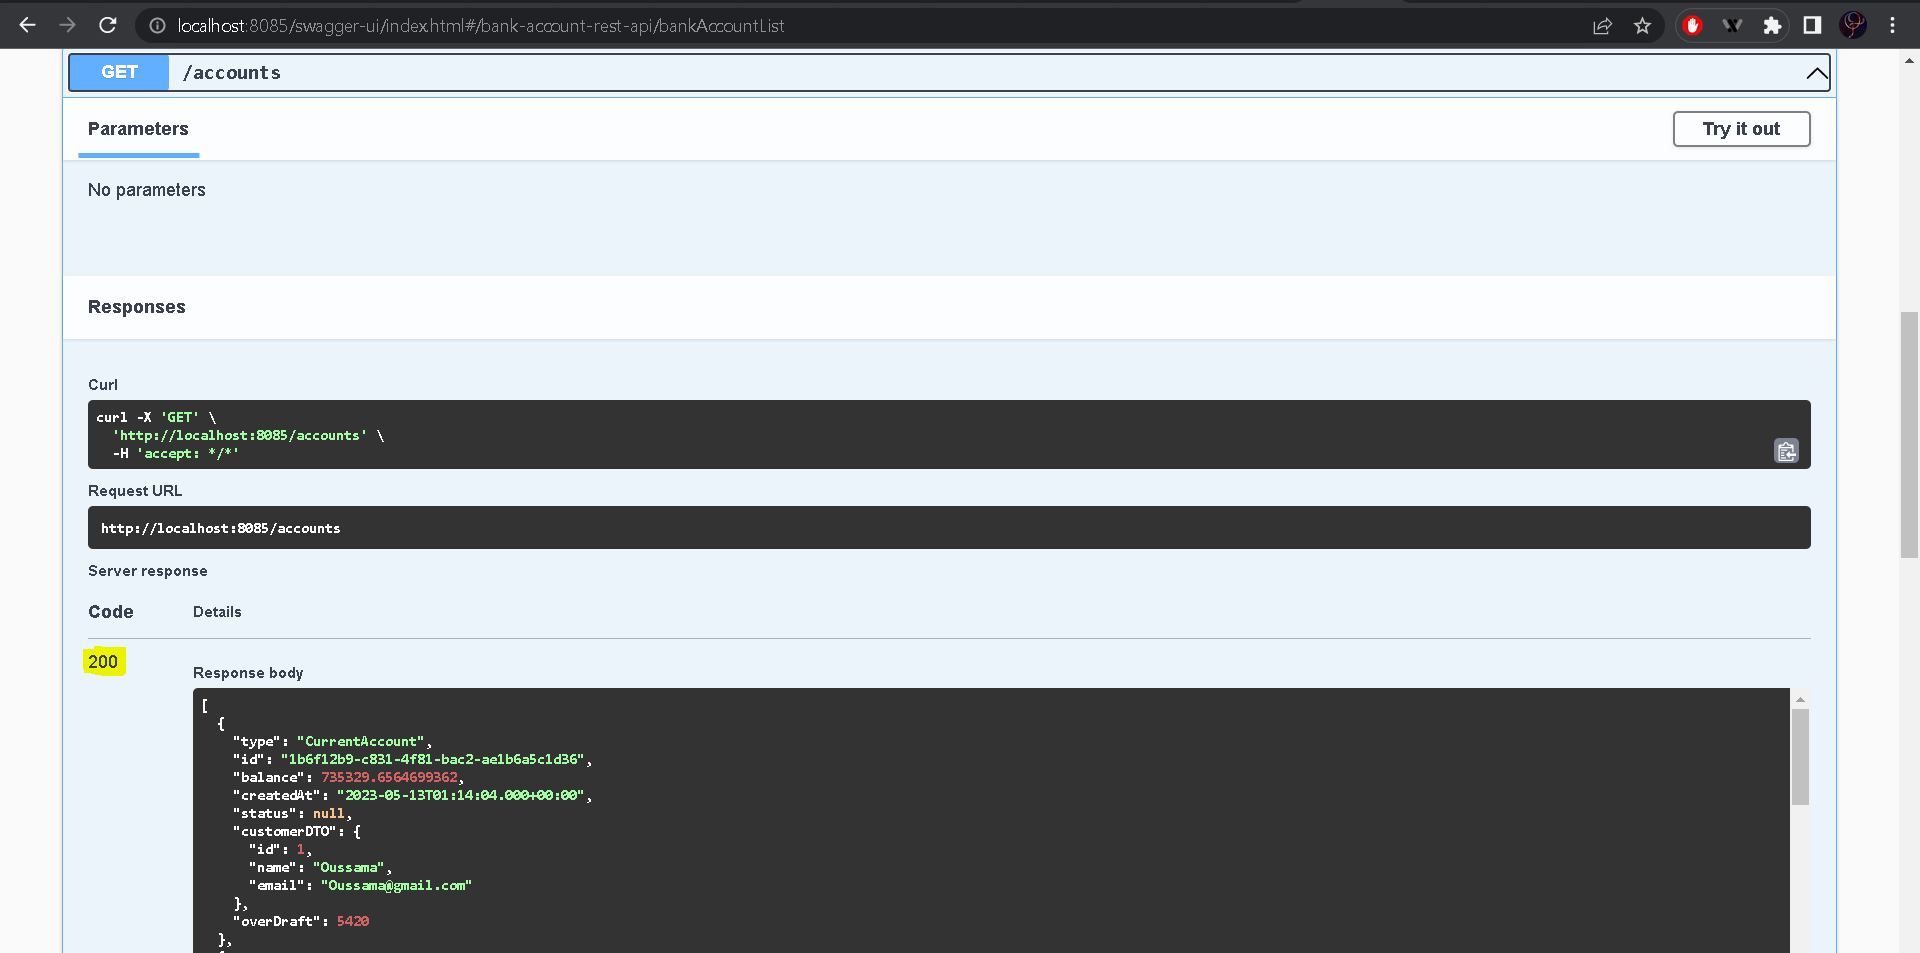 localhost:8085/swagger-ui/index.html#/bank-account-rest-api/bankAccountList
GET /accounts
Parameters
Try it out
No parameters
Responses
Curl
curl -X 'GET' \
'http://localhost:8085/accounts' \
-H 'accept: */*'
Request URL
http://localhost:8085/accounts
Server response
Code Details
200
Response body
[
{
"type": "CurrentAccount",
"id": "1b6f12b9-c831-4f81-bac2-ae1b6a5c1d36",
"balance": 735329.6564699362,
"createdAt": "2023-05-13T01:14:04.000+00:00",
"status": null,
"customerDTO": {
"id": 1,
"name": "Oussama",
"email": "Oussama@gmail.com"
},
"overDraft": 5420
},